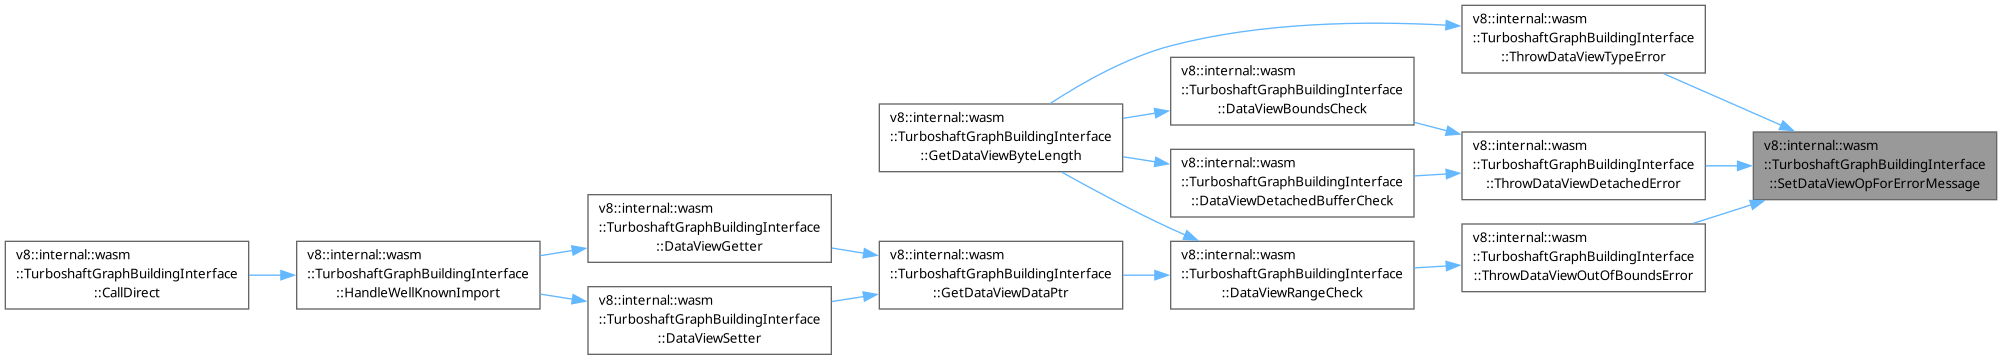 v8::internal::wasm
::TurboshaftGraphBuildingInterface
::CallDirect
v8::internal::wasm
::TurboshaftGraphBuildingInterface
::HandleWellKnownImport
v8::internal::wasm
::TurboshaftGraphBuildingInterface
::DataViewGetter
v8::internal::wasm
::TurboshaftGraphBuildingInterface
::DataViewSetter
v8::internal::wasm
::TurboshaftGraphBuildingInterface
::GetDataViewByteLength
v8::internal::wasm
::TurboshaftGraphBuildingInterface
::GetDataViewDataPtr
v8::internal::wasm
::TurboshaftGraphBuildingInterface
::DataViewBoundsCheck
v8::internal::wasm
::TurboshaftGraphBuildingInterface
::DataViewDetachedBufferCheck
v8::internal::wasm
::TurboshaftGraphBuildingInterface
::DataViewRangeCheck
v8::internal::wasm
::TurboshaftGraphBuildingInterface
::ThrowDataViewTypeError
v8::internal::wasm
::TurboshaftGraphBuildingInterface
::ThrowDataViewDetachedError
v8::internal::wasm
::TurboshaftGraphBuildingInterface
::ThrowDataViewOutOfBoundsError
v8::internal::wasm
::TurboshaftGraphBuildingInterface
::SetDataViewOpForErrorMessage